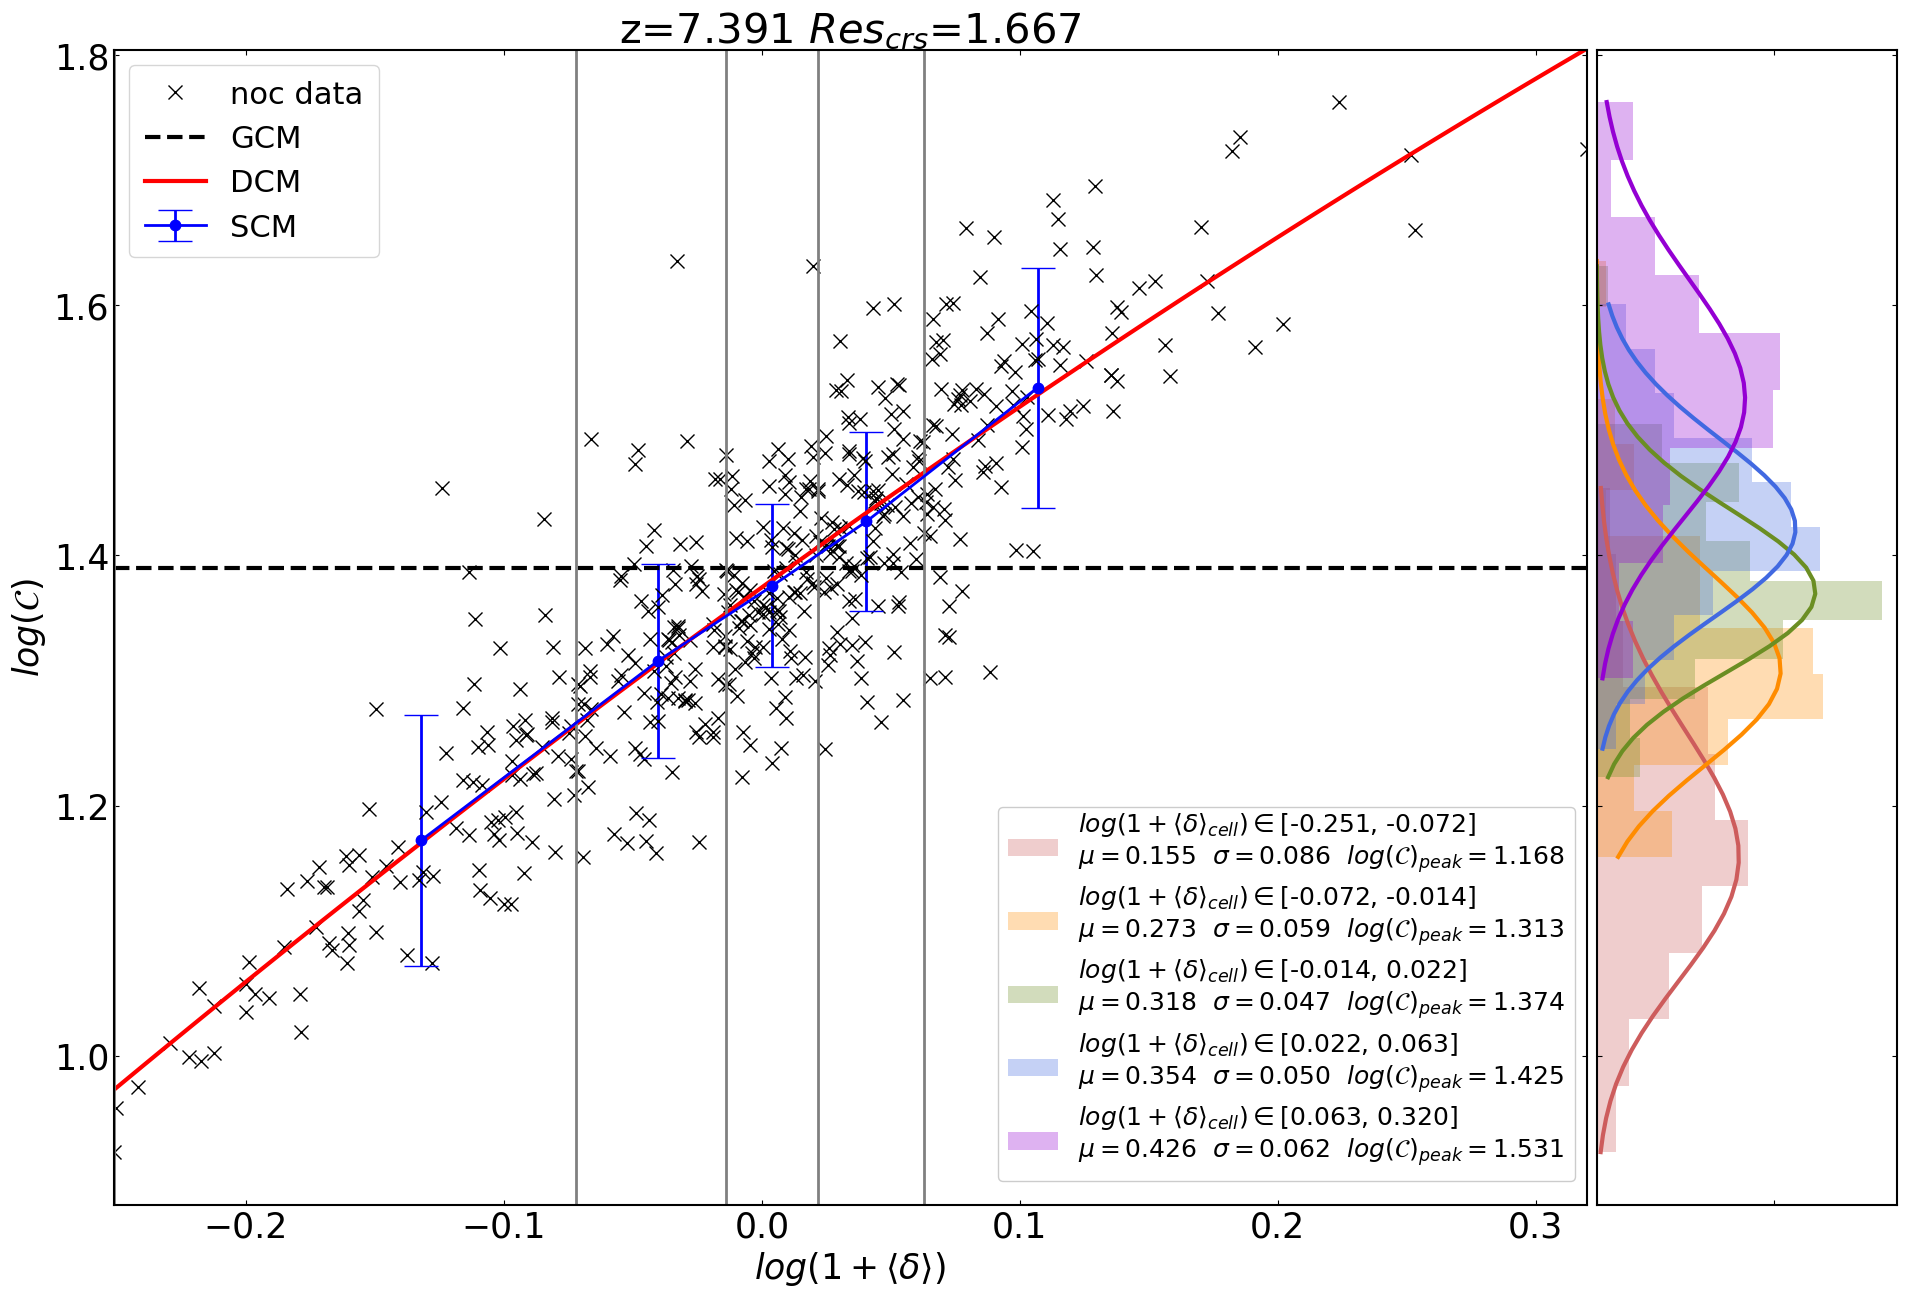 z=7.391 Res_crs=1.667
1.8
1.6
1.4
1.2
1.0
log(𝒞)
noc data
GCM
DCM
SCM
log(1 + ⟨δ⟩_cell) ∈ [-0.251, -0.072]
μ = 0.155 σ = 0.086 log(𝒞)_peak = 1.168
log(1 + ⟨δ⟩_cell) ∈ [-0.072, -0.014]
μ = 0.273 σ = 0.059 log(𝒞)_peak = 1.313
log(1 + ⟨δ⟩_cell) ∈ [-0.014, 0.022]
μ = 0.318 σ = 0.047 log(𝒞)_peak = 1.374
log(1 + ⟨δ⟩_cell) ∈ [0.022, 0.063]
μ = 0.354 σ = 0.050 log(𝒞)_peak = 1.425
log(1 + ⟨δ⟩_cell) ∈ [0.063, 0.320]
μ = 0.426 σ = 0.062 log(𝒞)_peak = 1.531
−0.2 −0.1 0.0 0.1 0.2 0.3
log(1 + ⟨δ⟩)